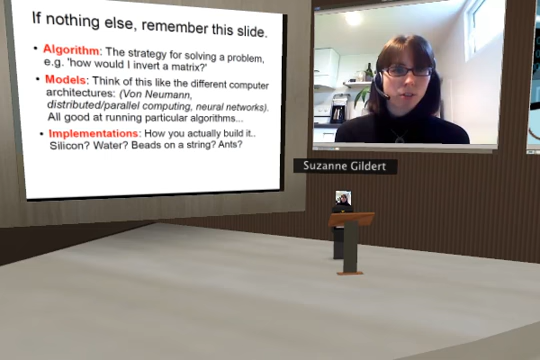 If nothing else, remember this slide.
• Algorithm: The strategy for solving a problem,
e.g. 'how would I invert a matrix?'
• Models: Think of this like the different computer
architectures: (Von Neumann,
distributed/parallel computing, neural networks).
All good at running particular algorithms...
• Implementations: How you actually build it..
Silicon? Water? Beads on a string? Ants?
Suzanne Gildert